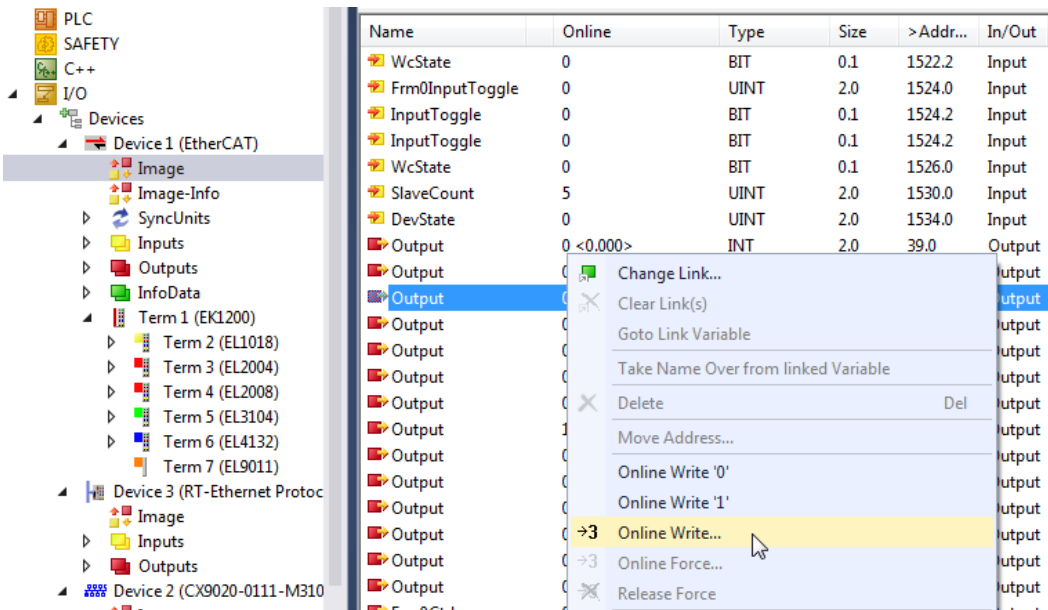 PLC
SAFETY
C++
I/O
Devices
Device 1 (EtherCAT)
Image
Image-Info
SyncUnits
Inputs
Outputs
InfoData
Term 1 (EK1200)
Term 2 (EL1018)
Term 3 (EL2004)
Term 4 (EL2008)
Term 5 (EL3104)
Term 6 (EL4132)
Term 7 (EL9011)
Device 3 (RT-Ethernet Protoc
Image
Inputs
Outputs
Device 2 (CX9020-0111-M310
Name Online Type Size >Addr... In/Out
WcState 0 BIT 0.1 1522.2 Input
Frm0InputToggle 0 UINT 2.0 1524.0 Input
InputToggle 0 BIT 0.1 1524.2 Input
InputToggle 0 BIT 0.1 1524.2 Input
WcState 0 BIT 0.1 1526.0 Input
SlaveCount 5 UINT 2.0 1530.0 Input
DevState 0 UINT 2.0 1534.0 Input
Output 0 <0.000> INT 2.0 39.0 Output
Output
Output
Output
Output
Output
Output
Output
Output
Output
Output
Output
Output
Output
Change Link...
Clear Link(s)
Goto Link Variable
Take Name Over from linked Variable
Delete Del
Move Address...
Online Write '0'
Online Write '1'
→3 Online Write...
→3 Online Force...
Release Force